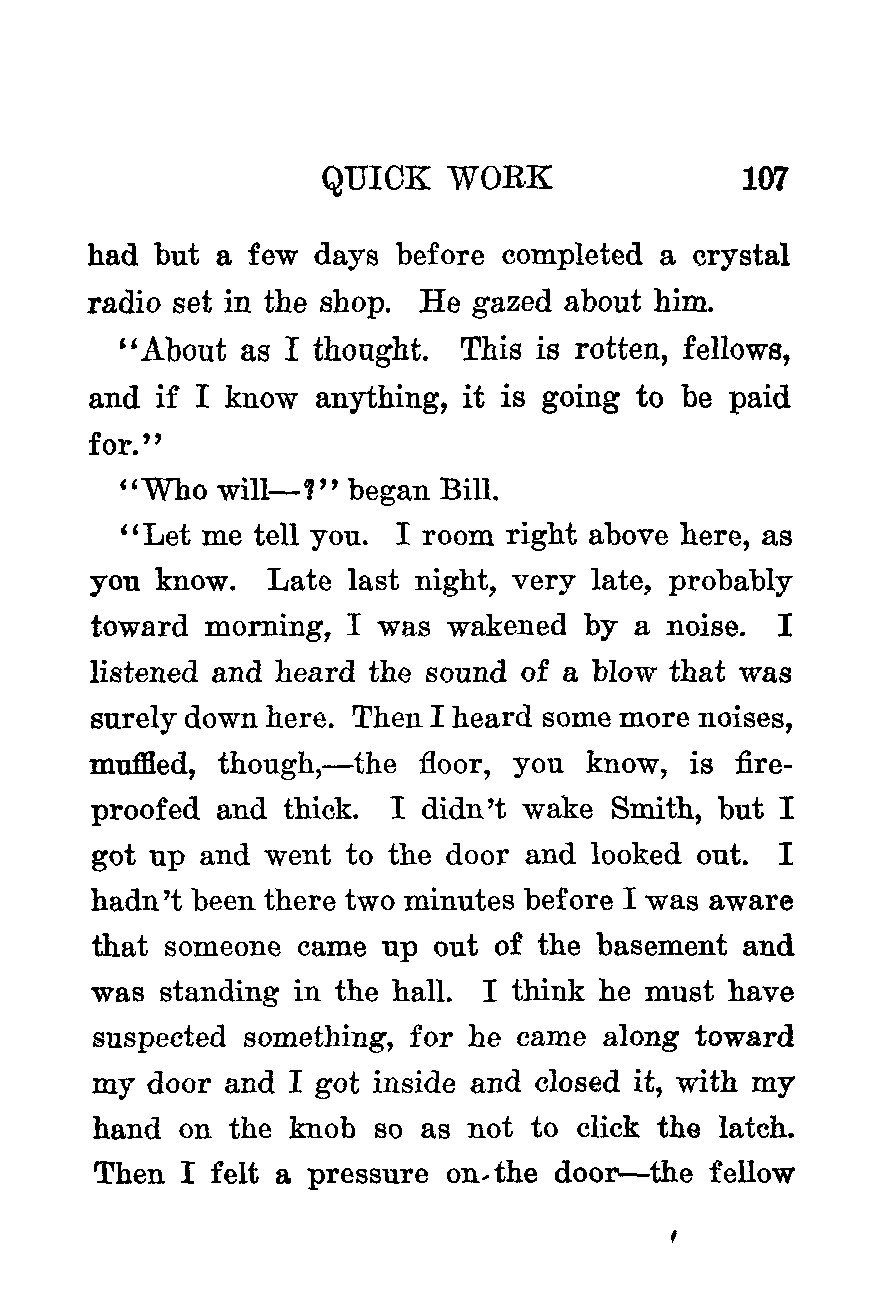 QUICK WORK 107
had but a few days before completed a crystal
radio set in the shop. He gazed about him.
“About as I thought. This is rotten, fellows,
and if I know anything, it is going to be paid
for.”
“Who will—?” began Bill.
“Let me tell you. I room right above here, as
you know. Late last night, very late, probably
toward morning, I was wakened by a noise. I
listened and heard the sound of a blow that was
surely down here. Then I heard some more noises,
muffled, though,—the floor, you know, is fire-
proofed and thick. I didn’t wake Smith, but I
got up and went to the door and looked out. I
hadn’t been there two minutes before I was aware
that someone came up out of the basement and
was standing in the hall. I think he must have
suspected something, for he came along toward
my door and I got inside and closed it, with my
hand on the knob so as not to click the latch.
Then I felt a pressure on the door—the fellow